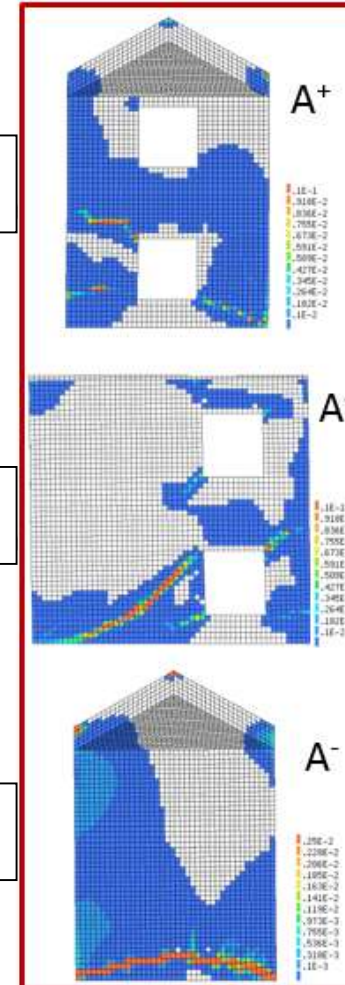 A+
.1E-1
.918E-2
.836E-2
.755E-2
.673E-2
.591E-2
.509E-2
.427E-2
.345E-2
.264E-2
.182E-2
.1E-2
A
.1E-1
.918E
.836E
.755E
.673E
.591E
.509E
.427E
.345E
.264E
.182E
.1E-2
A-
.25E-2
.228E-2
.206E-2
.185E-2
.163E-2
.141E-2
.119E-2
.973E-3
.755E-3
.536E-3
.318E-3
.1E-3